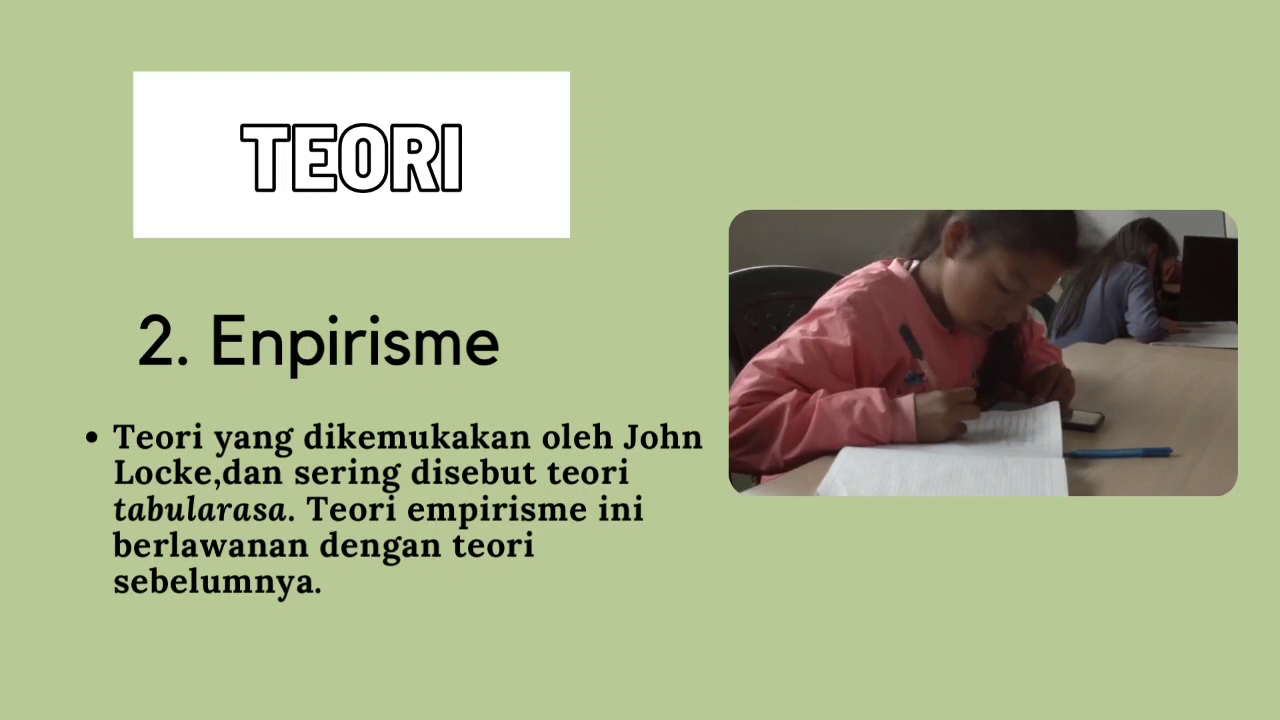 TEORI
2. Enpirisme
• Teori yang dikemukakan oleh John
Locke,dan sering disebut teori
tabularasa. Teori empirisme ini
berlawanan dengan teori
sebelumnya.